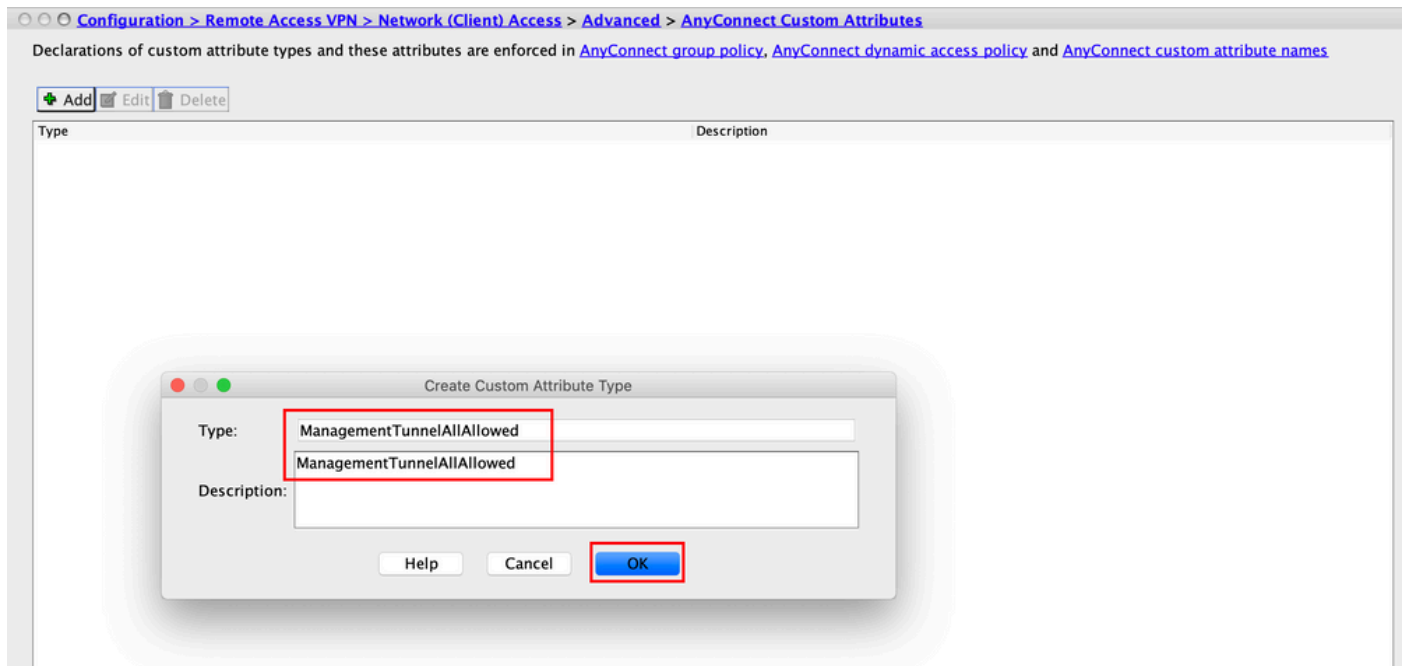 Configuration > Remote Access VPN > Network (Client) Access > Advanced > AnyConnect Custom Attributes
Declarations of custom attribute types and these attributes are enforced in AnyConnect group policy, AnyConnect dynamic access policy and AnyConnect custom attribute names
Add Edit Delete
Type Description
Create Custom Attribute Type
Type: ManagementTunnelAllAllowed
ManagementTunnelAllAllowed
Description:
Help Cancel OK